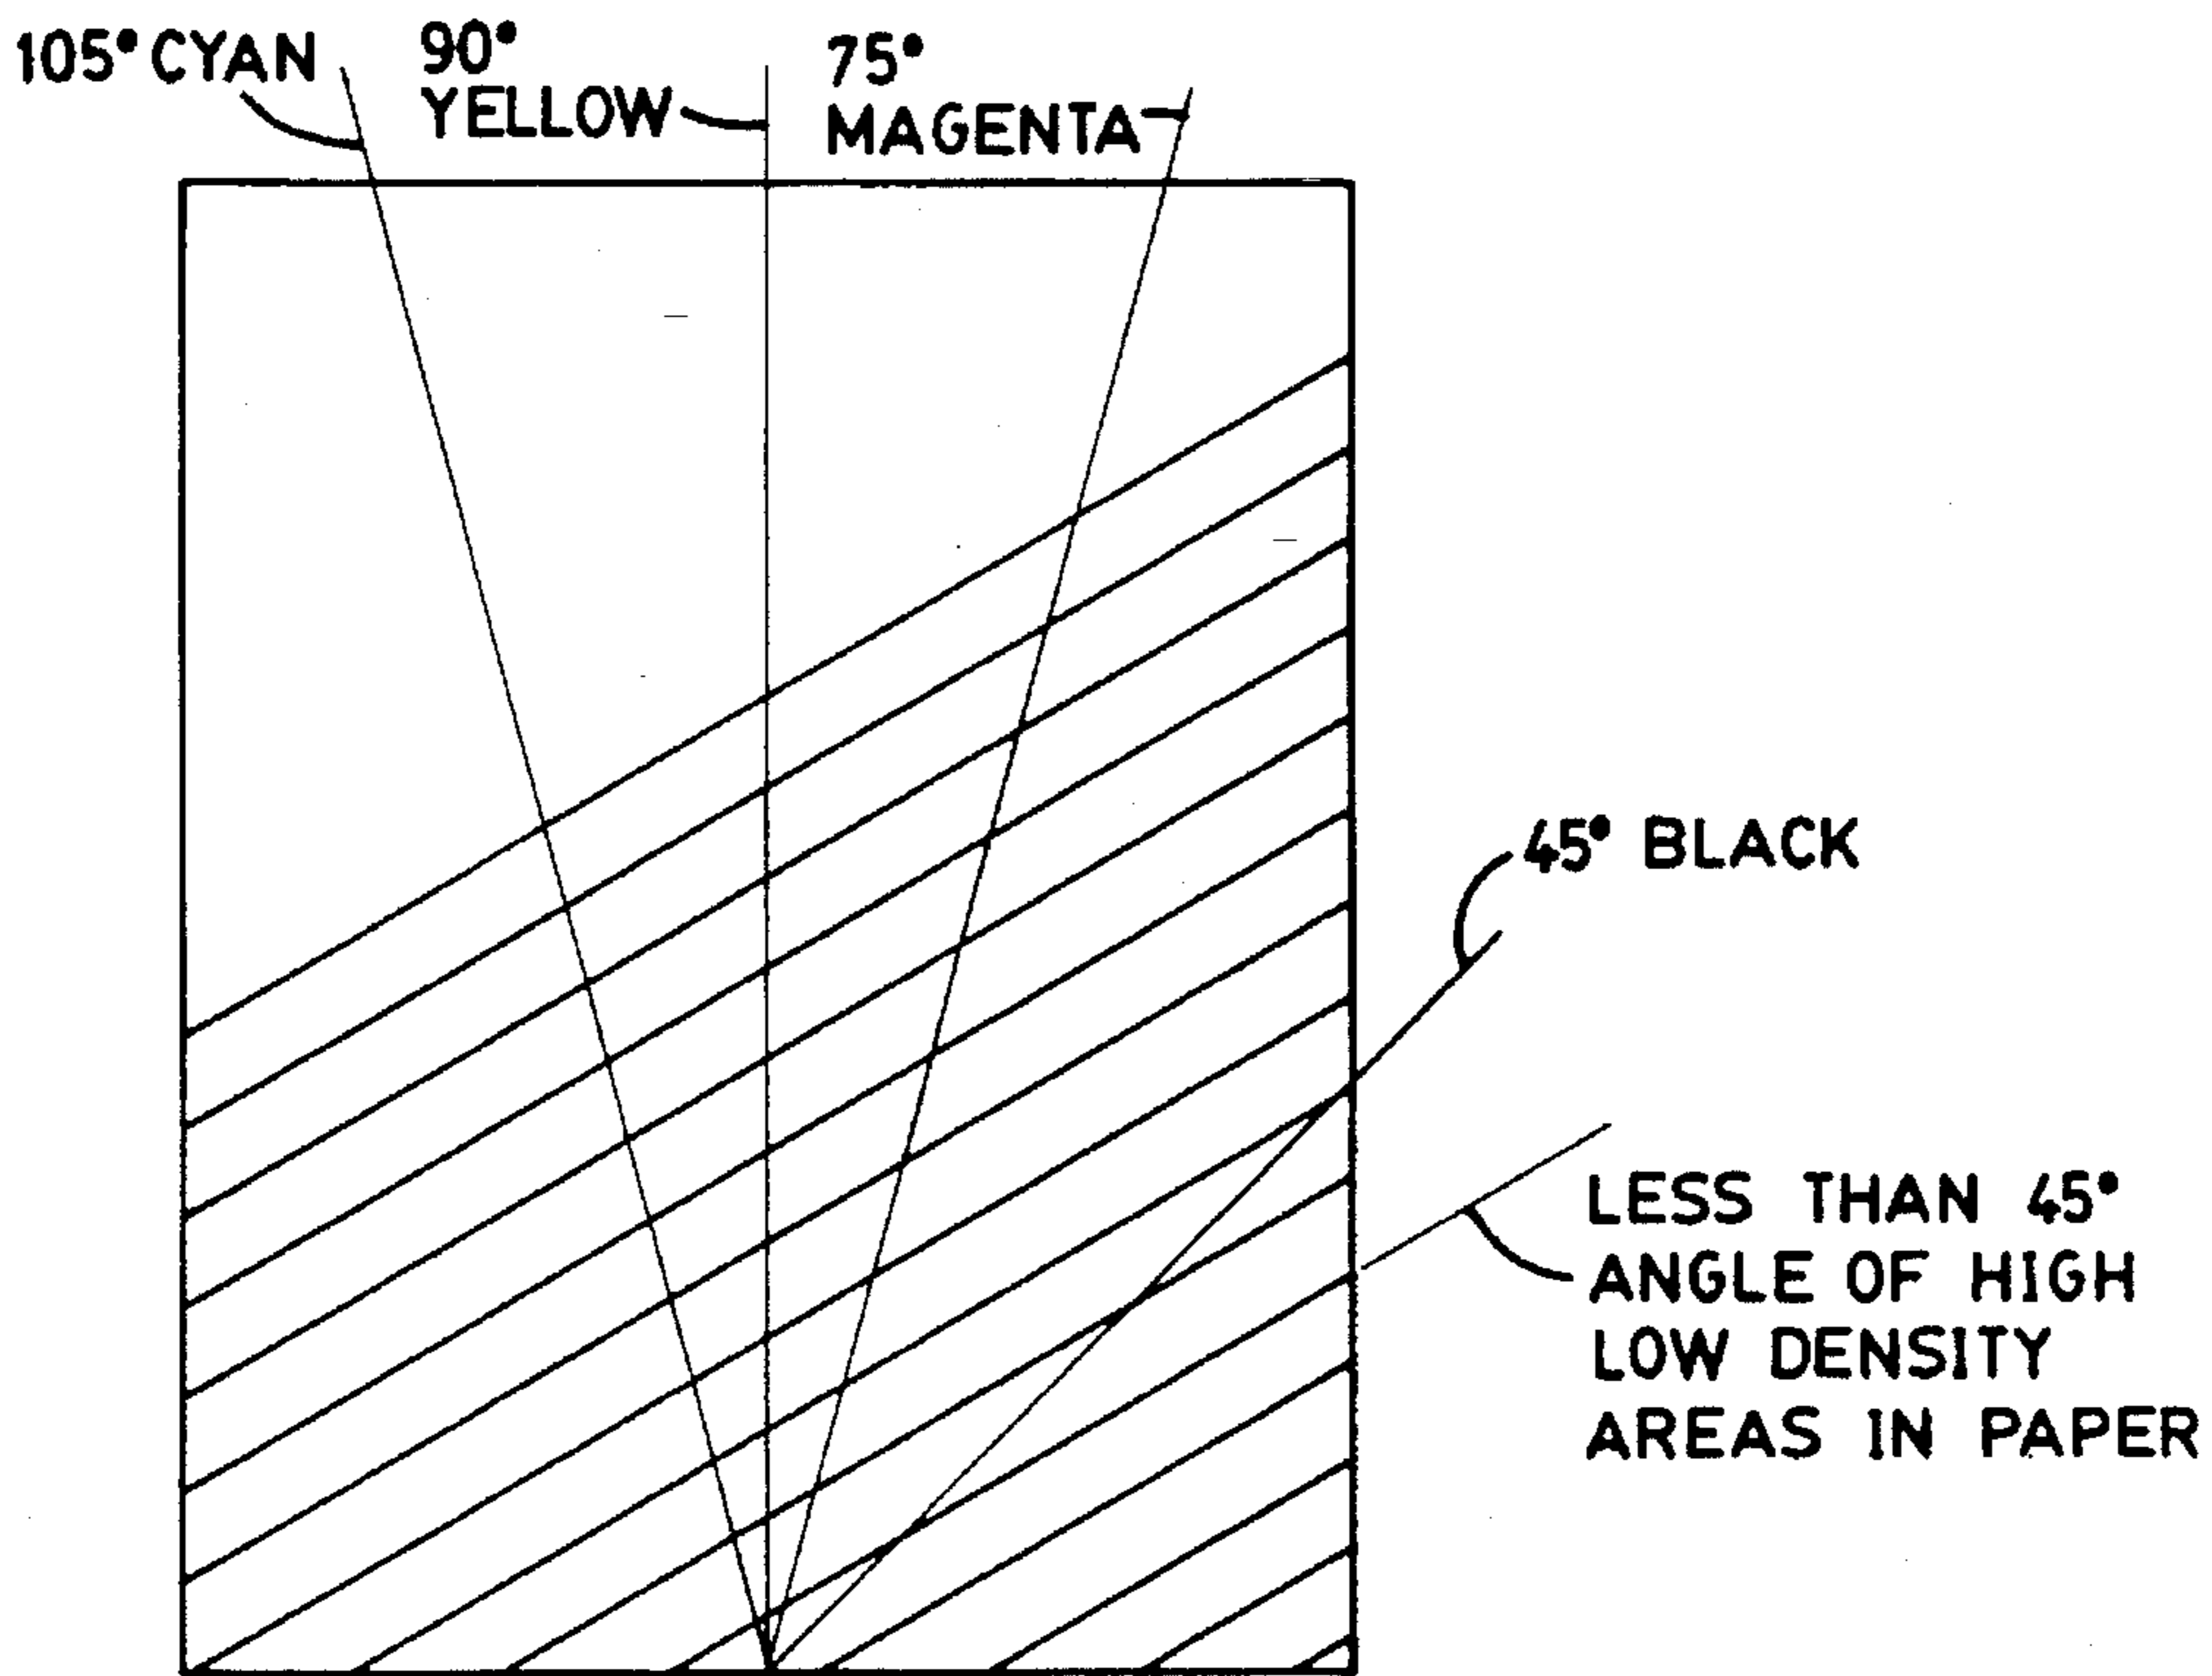 105° CYAN
90°
YELLOW
75°
MAGENTA
45° BLACK
LESS THAN 45°
ANGLE OF HIGH
LOW DENSITY
AREAS IN PAPER